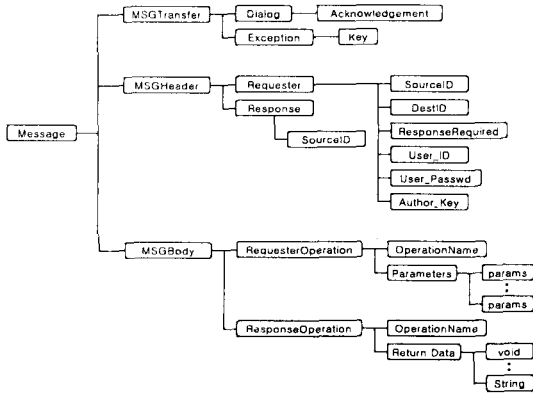 MSGTransfer
Dialog
Acknowledgement
Exception
Key
MSGHeader
Requester
SourceID
Response
DestID
Message
SourceID
ResponseRequired
User_ID
User_Passwd
Author_Key
MSGBody
RequesterOperation
OperationName
Parameters
params
params
ResponseOperation
OperationName
Return Data
void
String